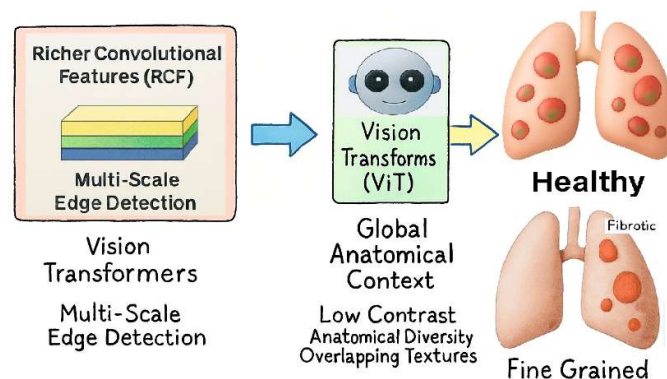 Richer Convolutional
Features (RCF)
Multi-Scale
Edge Detection
Vision
Transformers
Multi-Scale
Edge Detection
Vision
Transforms
(ViT)
Global
Anatomical
Context
Low Contrast
Anatomical Diversity
Overlapping Textures
Healthy
Fibrotic
Fine Grained